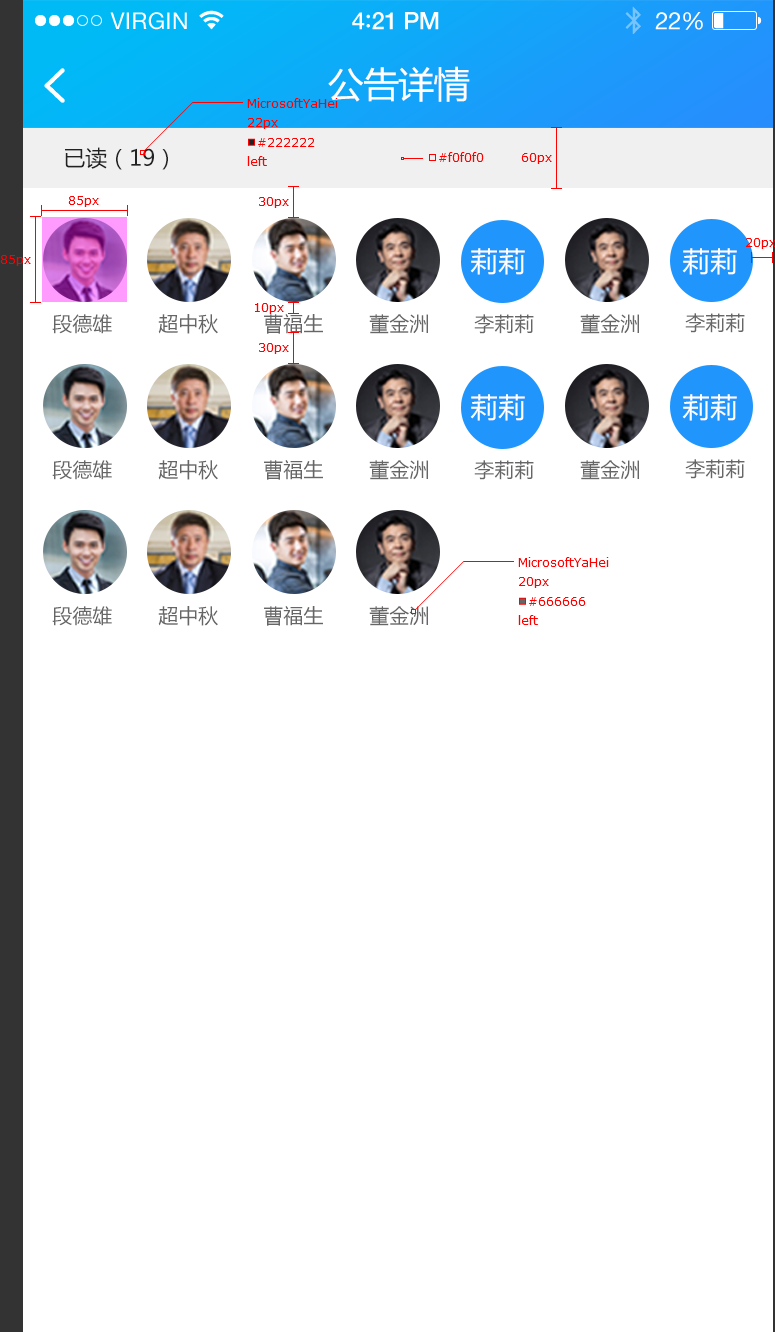 VIRGIN 4:21 PM 22%
公告详情
MicrosoftYaHei
22px
#222222
left
已读（19）
#f0f0f0
60px
85px
30px
20px
85px
莉莉 莉莉
10px
段德雄 超中秋 曹福生 董金洲 李莉莉 董金洲 李莉莉
30px
莉莉 莉莉
段德雄 超中秋 曹福生 董金洲 李莉莉 董金洲 李莉莉
MicrosoftYaHei
20px
#666666
left
段德雄 超中秋 曹福生 董金洲